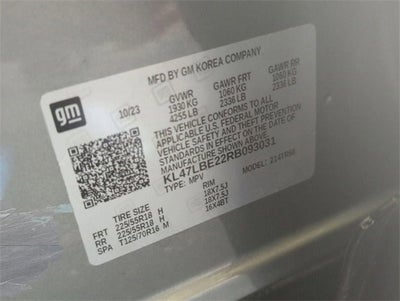 gm
MFD BY GM KOREA COMPANY
10/23
GVWR GAWR FRT GAWR RR
1930 KG 1060 KG 1060 KG
4255 LB 2336 LB 2336 LB
THIS VEHICLE CONFORMS TO ALL
APPLICABLE U.S. FEDERAL MOTOR
VEHICLE SAFETY AND THEFT
PREVENTION STANDARDS IN EFFECT ON
THE DATE OF MANUFACTURE SHOWN ABOVE
KL47LBE22RB093031
TYPE: MPV MODEL:
TIRE SIZE RIM
FRT 225/55R18 H 18X7.5J
RR 225/55R18 H 18X7.5J
SPA T125/70R16 M 16X4BT